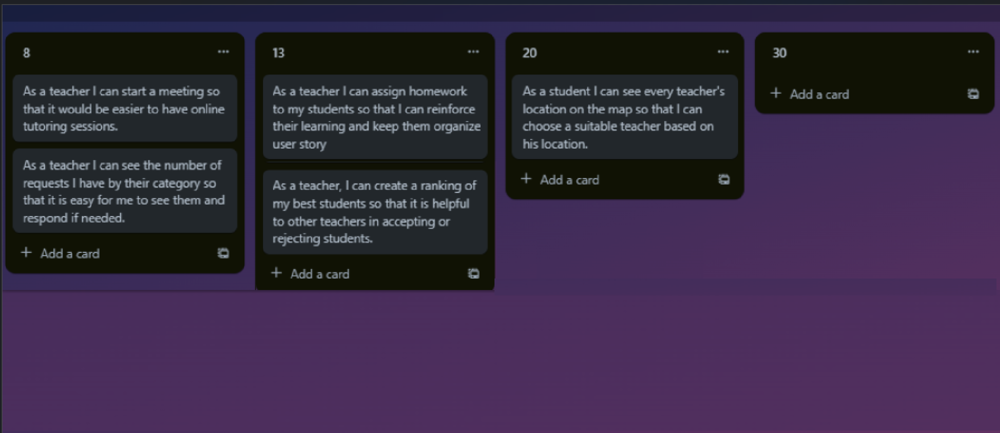 8
As a teacher I can start a meeting so
that it would be easier to have online
tutoring sessions.
As a teacher I can see the number of
requests I have by their category so
that it is easy for me to see them and
respond if needed.
+ Add a card
13
As a teacher I can assign homework
to my students so that I can reinforce
their learning and keep them organize
user story
As a teacher, I can create a ranking of
my best students so that it is helpful
to other teachers in accepting or
rejecting students.
+ Add a card
20
As a student I can see every teacher's
location on the map so that I can
choose a suitable teacher based on
his location.
+ Add a card
30
+ Add a card